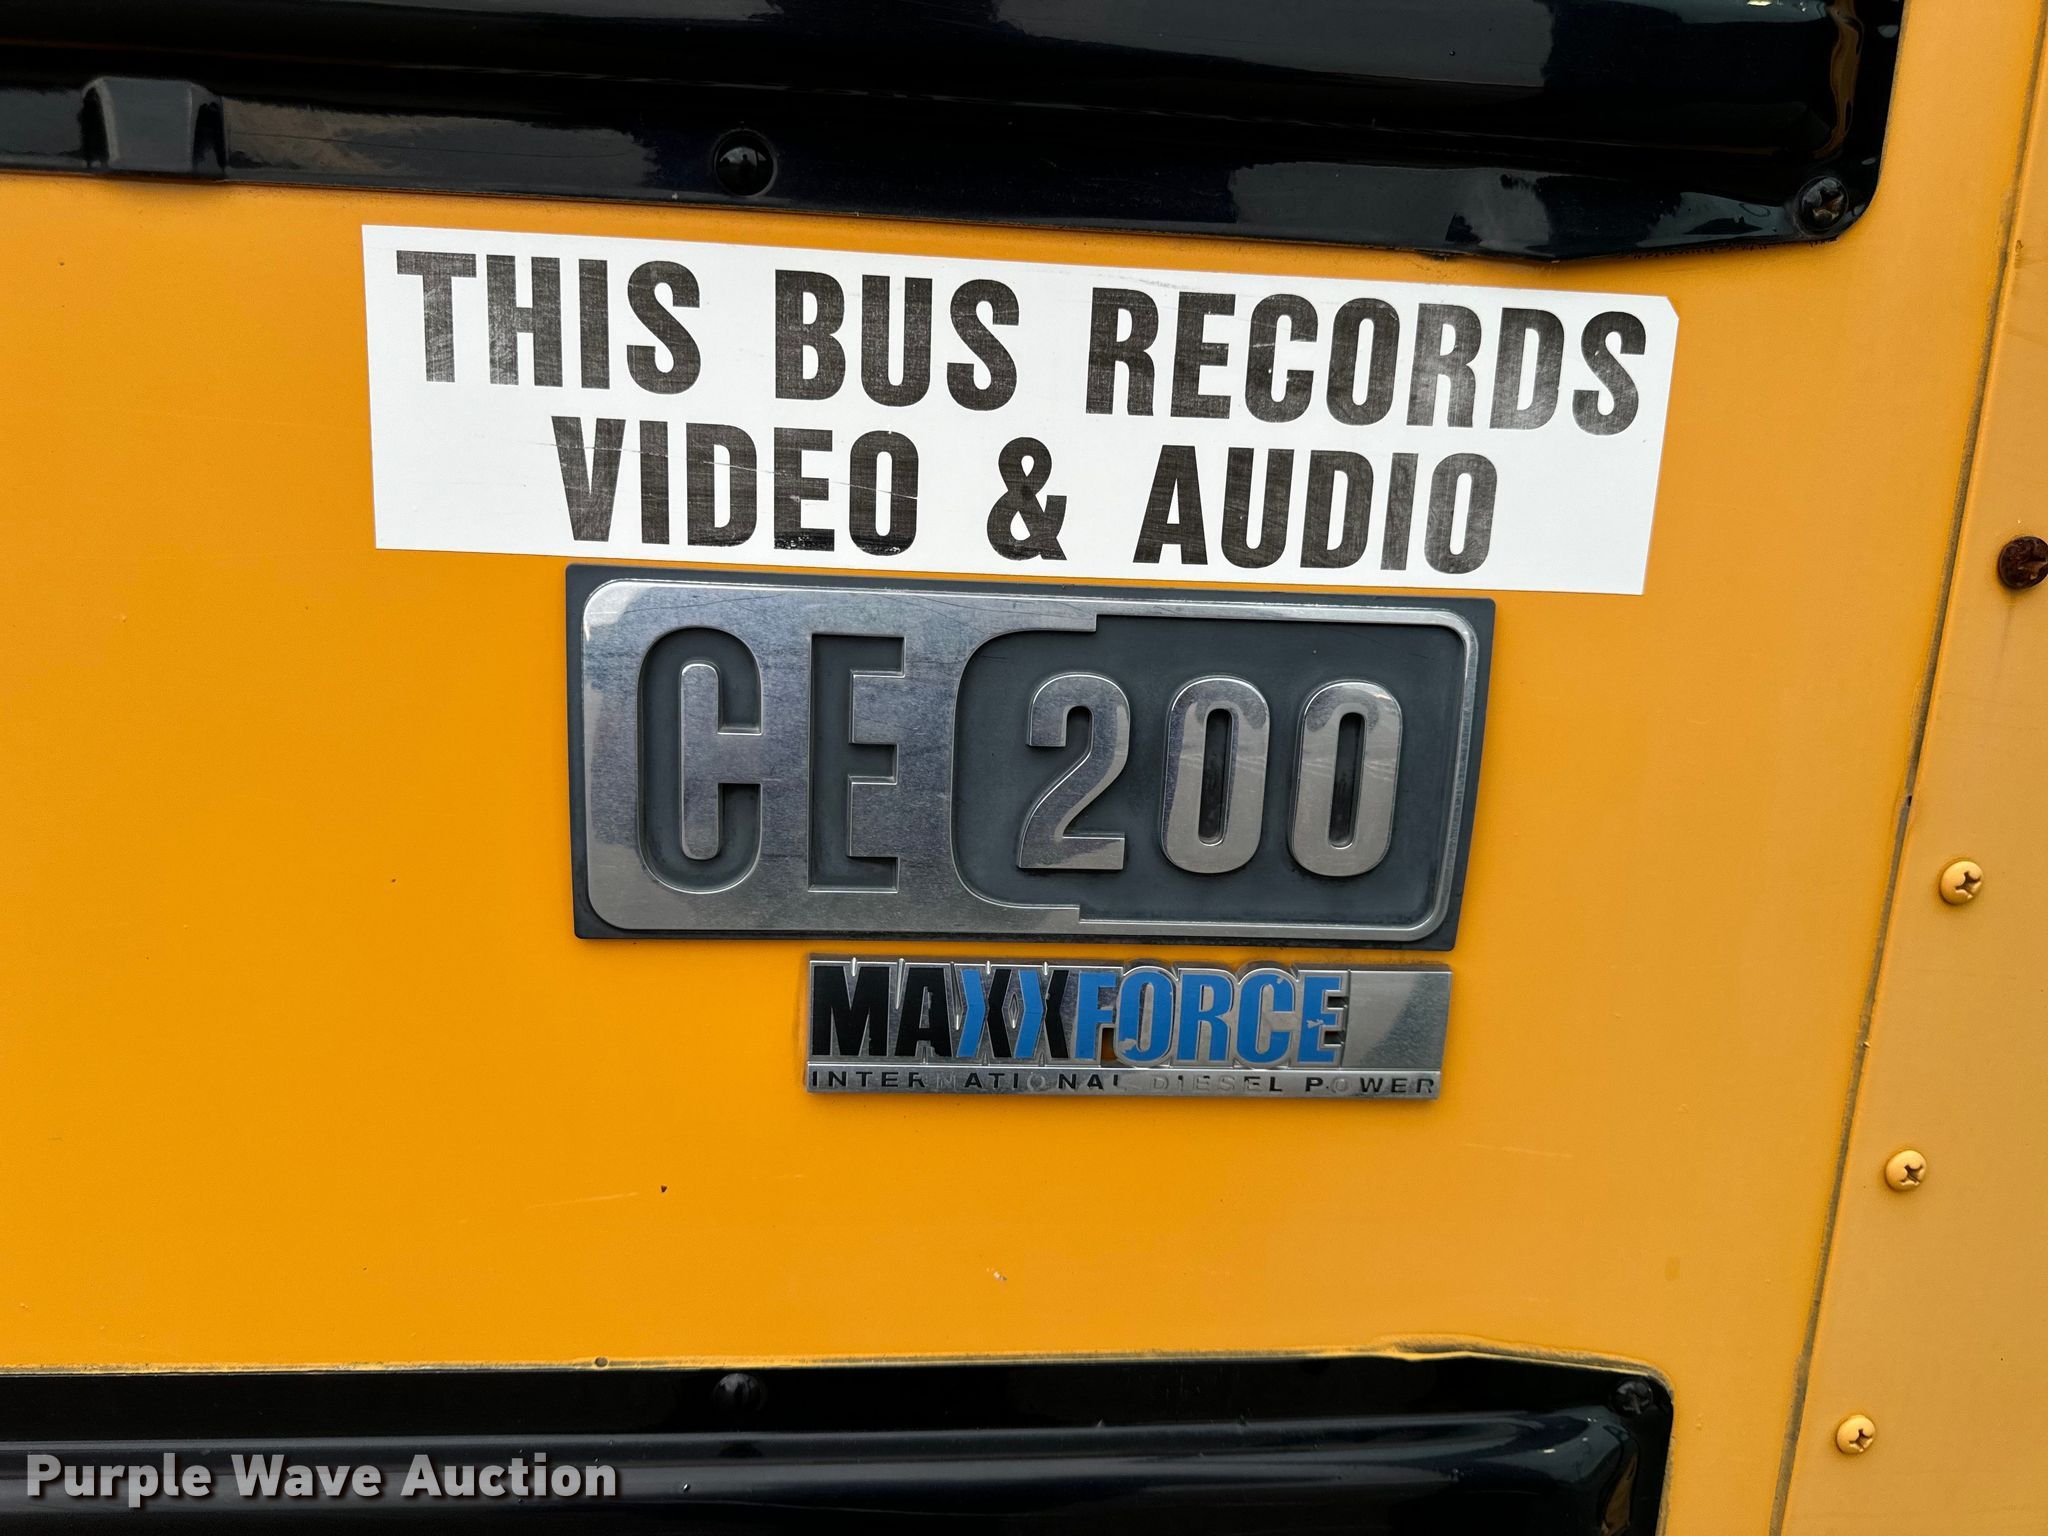 THIS BUS RECORDS
VIDEO & AUDIO
CE 200
MAXXFORCE
INTERNATIONAL DIESEL POWER
Purple Wave Auction